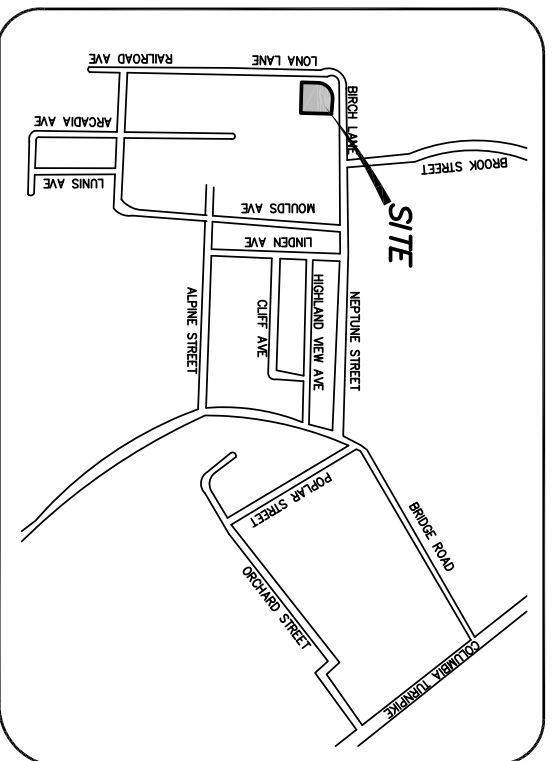 RAILROAD AVE
LONA LANE
BIRCH LANE
ARCADIA AVE
LUNIS AVE
BROOK STREET
SITE
MOULDS AVE
LINDEN AVE
ALPINE STREET
CLIFF AVE
HIGHLAND VIEW AVE
NEPTUNE STREET
POPLAR STREET
BRIDGE ROAD
ORCHARD STREET
COLUMBIA TURNPIKE